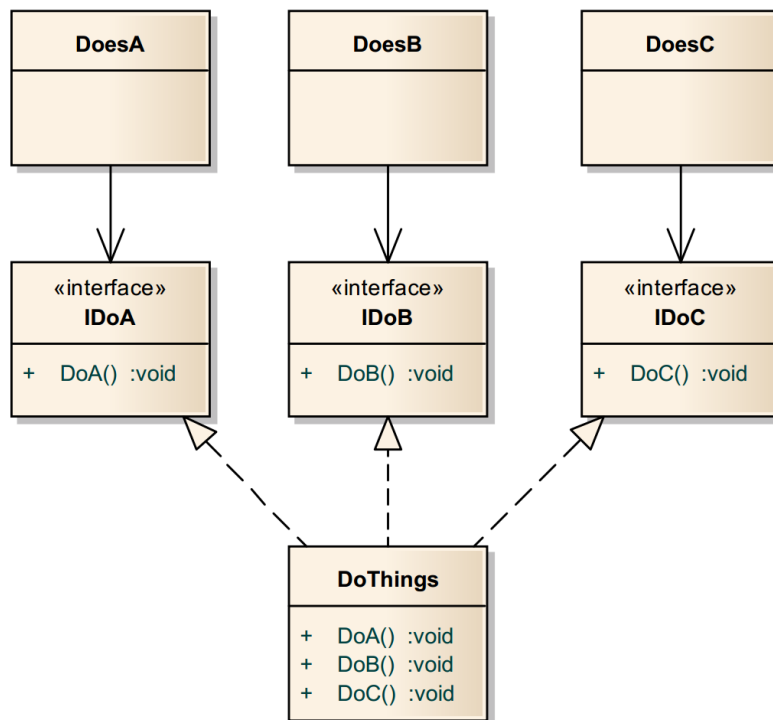 DoesA
DoesB
DoesC
«interface»
IDoA
+ DoA() :void
«interface»
IDoB
+ DoB() :void
«interface»
IDoC
+ DoC() :void
DoThings
+ DoA() :void
+ DoB() :void
+ DoC() :void